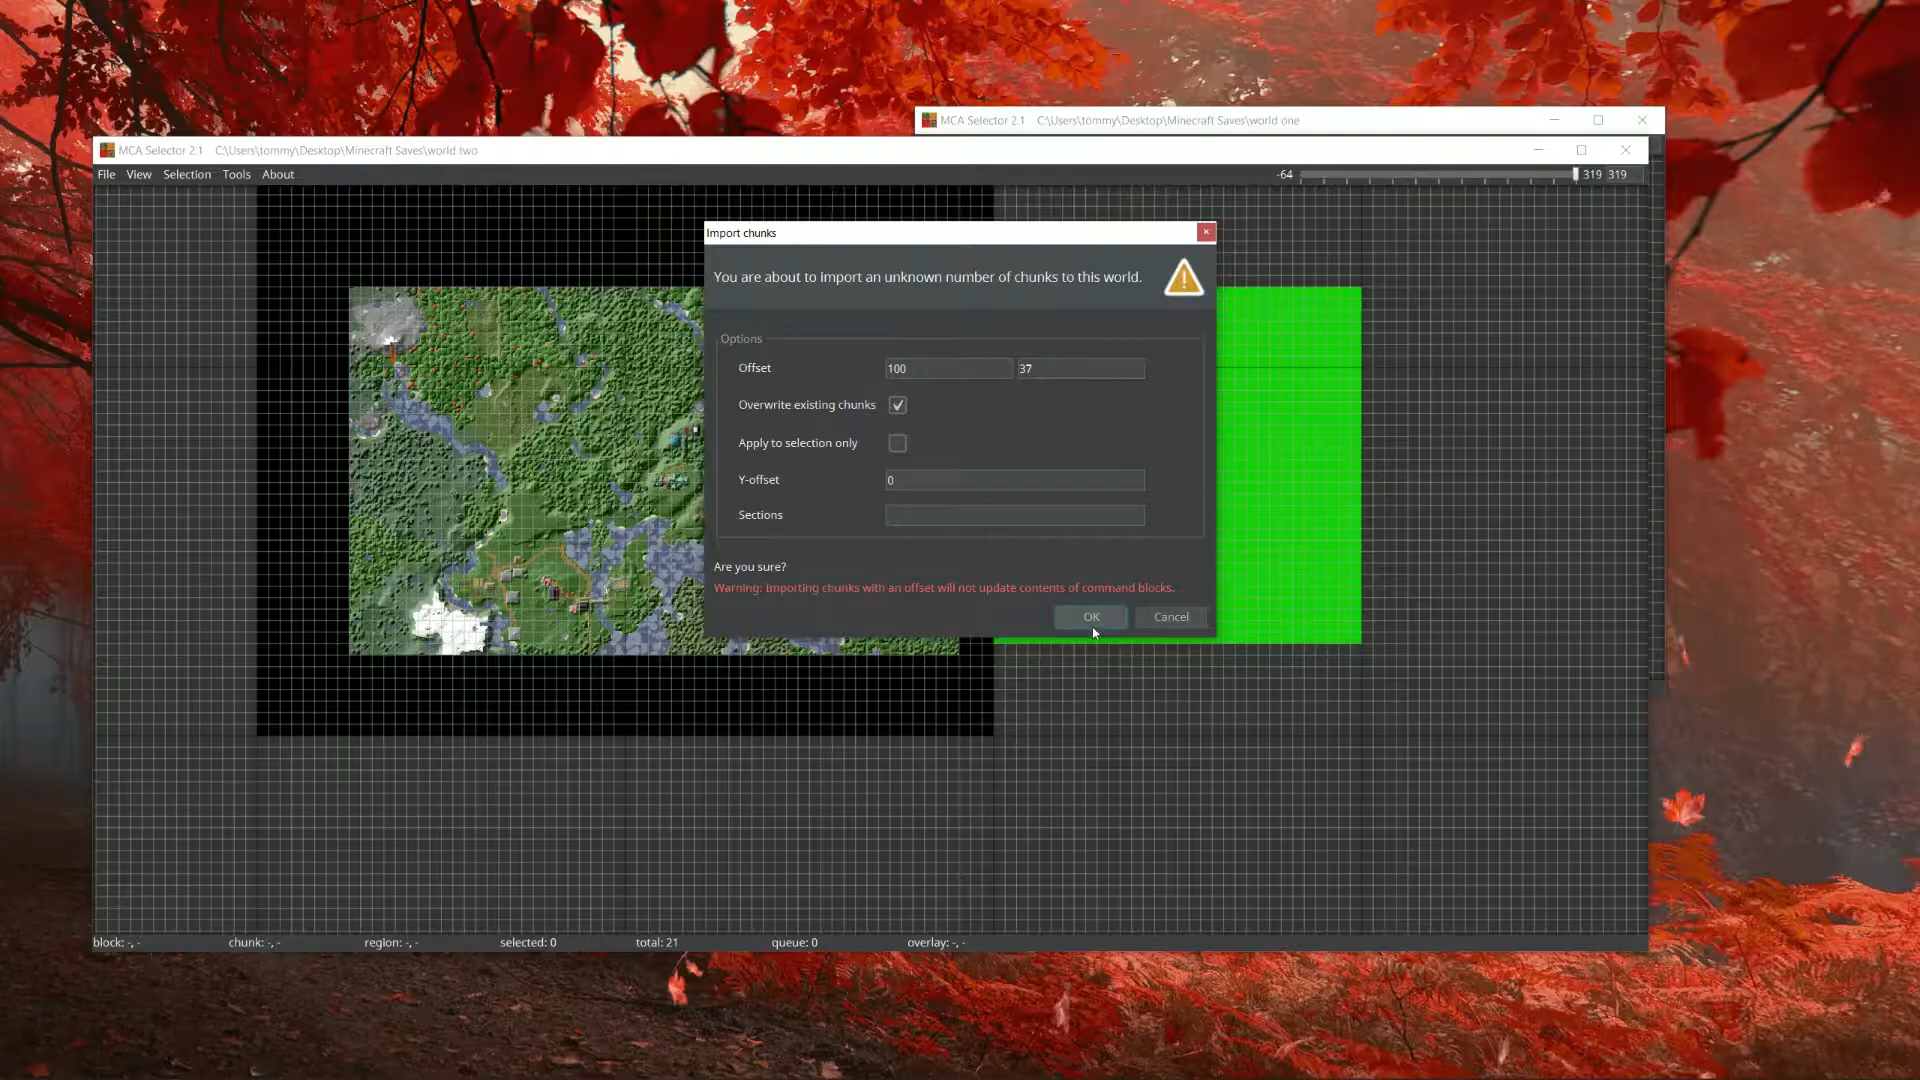 MCA Selector 2.1 C:\Users\tommy\Desktop\Minecraft Saves\world one
MCA Selector 2.1 C:\Users\tommy\Desktop\Minecraft Saves\world two
File View Selection Tools About -64 319 319
Import chunks
You are about to import an unknown number of chunks to this world.
Options
Offset 100 37
Overwrite existing chunks
Apply to selection only
Y-offset 0
Sections
Are you sure?
Warning: Importing chunks with an offset will not update contents of command blocks.
OK Cancel
block: -, - chunk: -, - region: -, - selected: 0 total: 21 queue: 0 overlay: -, -